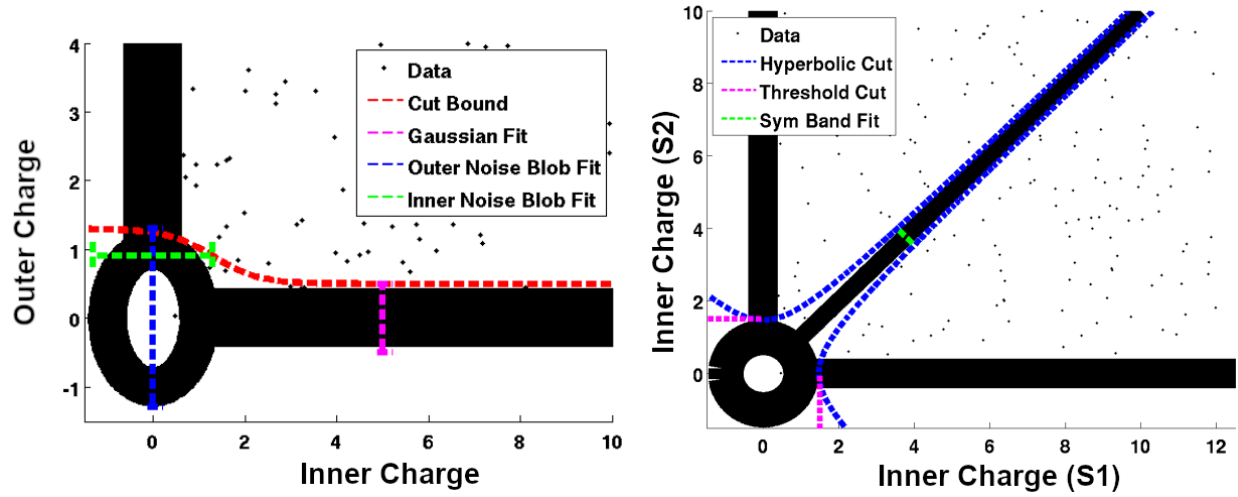 4
3
2
1
0
-1
Outer Charge
Data
Cut Bound
Gaussian Fit
Outer Noise Blob Fit
Inner Noise Blob Fit
0 2 4 6 8 10
Inner Charge
10
8
6
4
2
0
Inner Charge (S2)
Data
Hyperbolic Cut
Threshold Cut
Sym Band Fit
0 2 4 6 8 10 12
Inner Charge (S1)